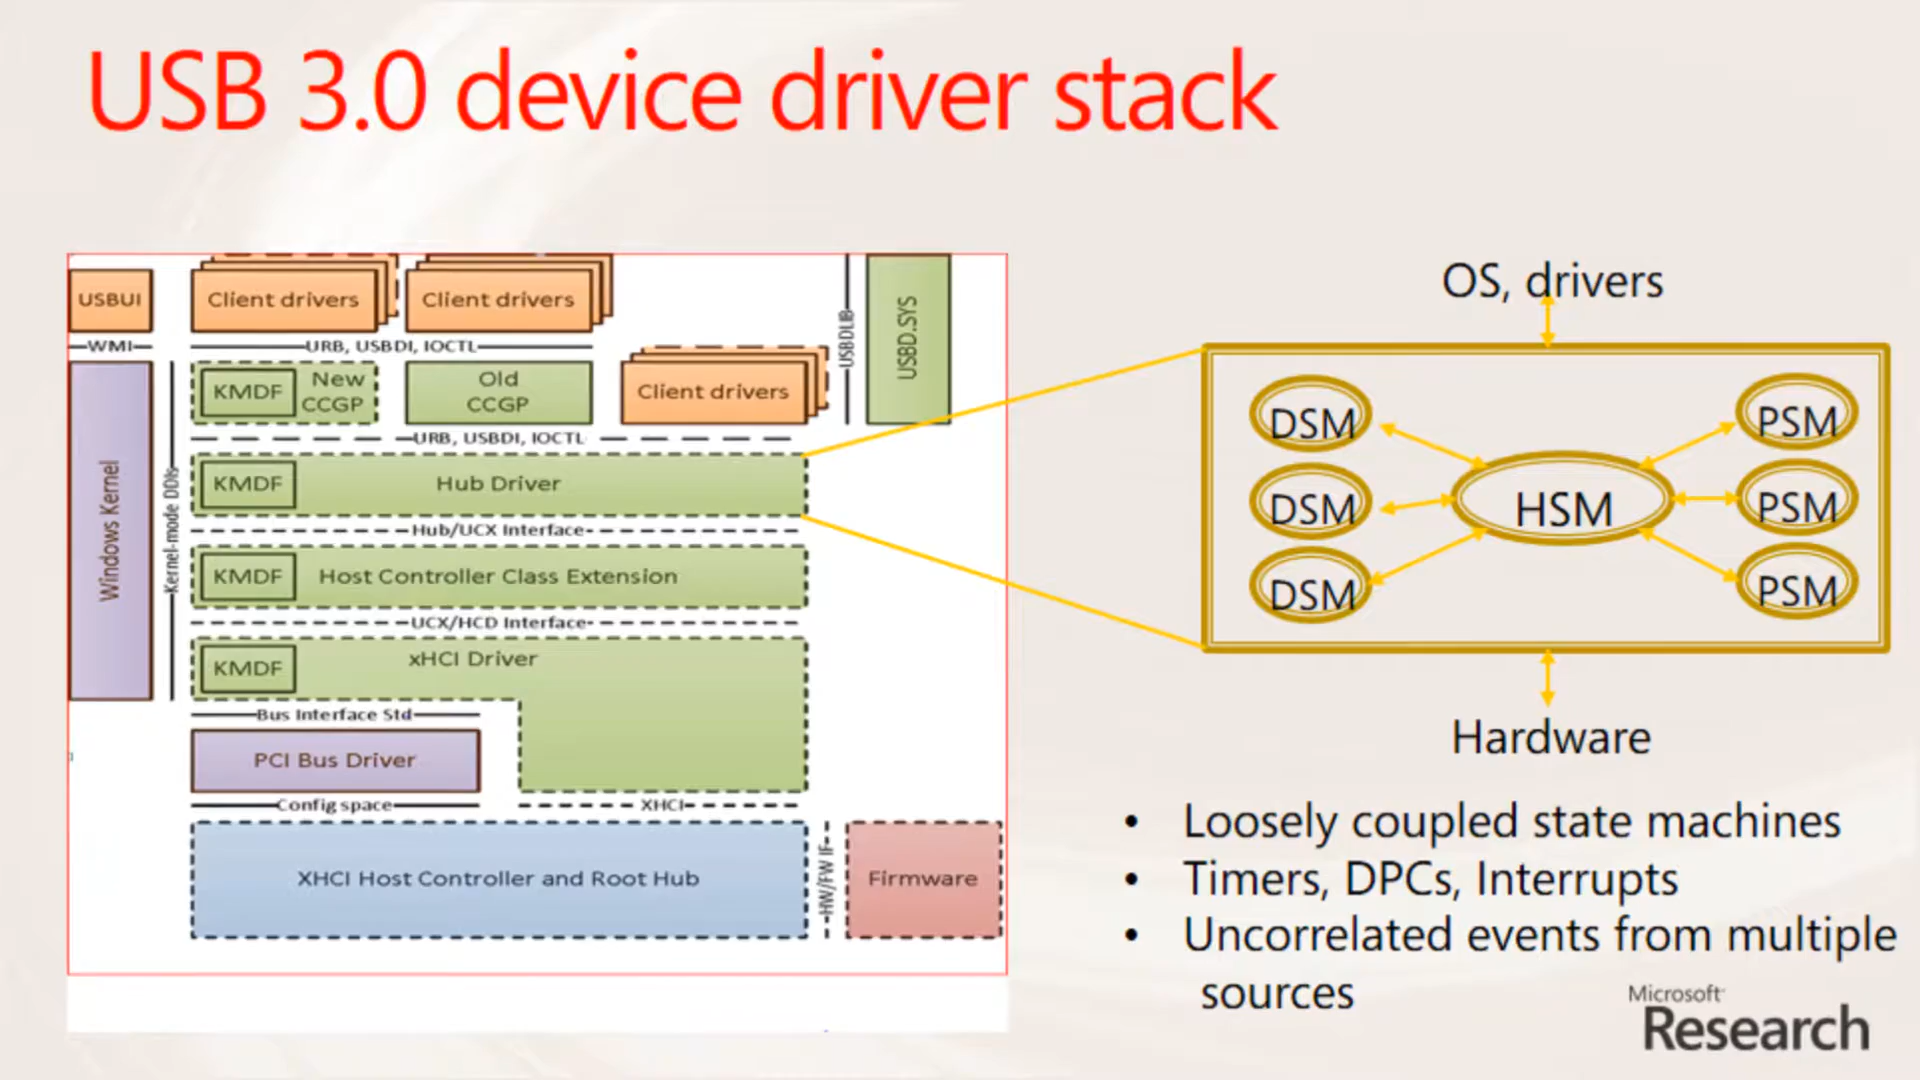 USB 3.0 device driver stack
USBUI
Client drivers
Client drivers
WMI
URB, USBDI, IOCTL
USBDLIB
USBD.SYS
Windows Kernel
Kernel-mode DDIs
KMDF
New
CCGP
Old
CCGP
Client drivers
URB, USBDI, IOCTL
KMDF
Hub Driver
Hub/UCX Interface
KMDF
Host Controller Class Extension
UCX/HCD Interface
KMDF
xHCI Driver
Bus Interface Std
PCI Bus Driver
Config space
XHCI
XHCI Host Controller and Root Hub
HW/FW IF
Firmware
OS, drivers
DSM
PSM
DSM
HSM
PSM
DSM
PSM
Hardware
• Loosely coupled state machines
• Timers, DPCs, Interrupts
• Uncorrelated events from multiple
sources
Microsoft
Research